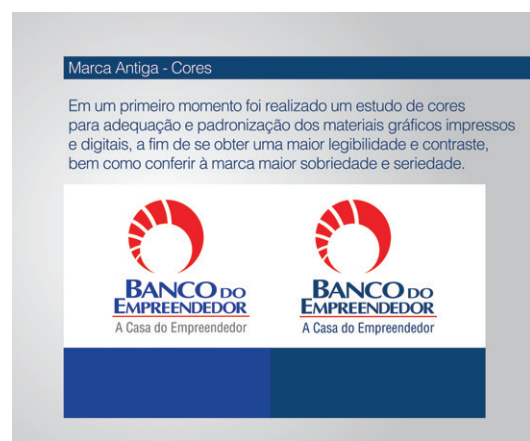 Marca Antiga - Cores
Em um primeiro momento foi realizado um estudo de cores
para adequação e padronização dos materiais gráficos impressos
e digitais, a fim de se obter uma maior legibilidade e contraste,
bem como conferir à marca maior sobriedade e seriedade.
BANCO DO
EMPREENDEDOR
A Casa do Empreendedor
BANCO DO
EMPREENDEDOR
A Casa do Empreendedor